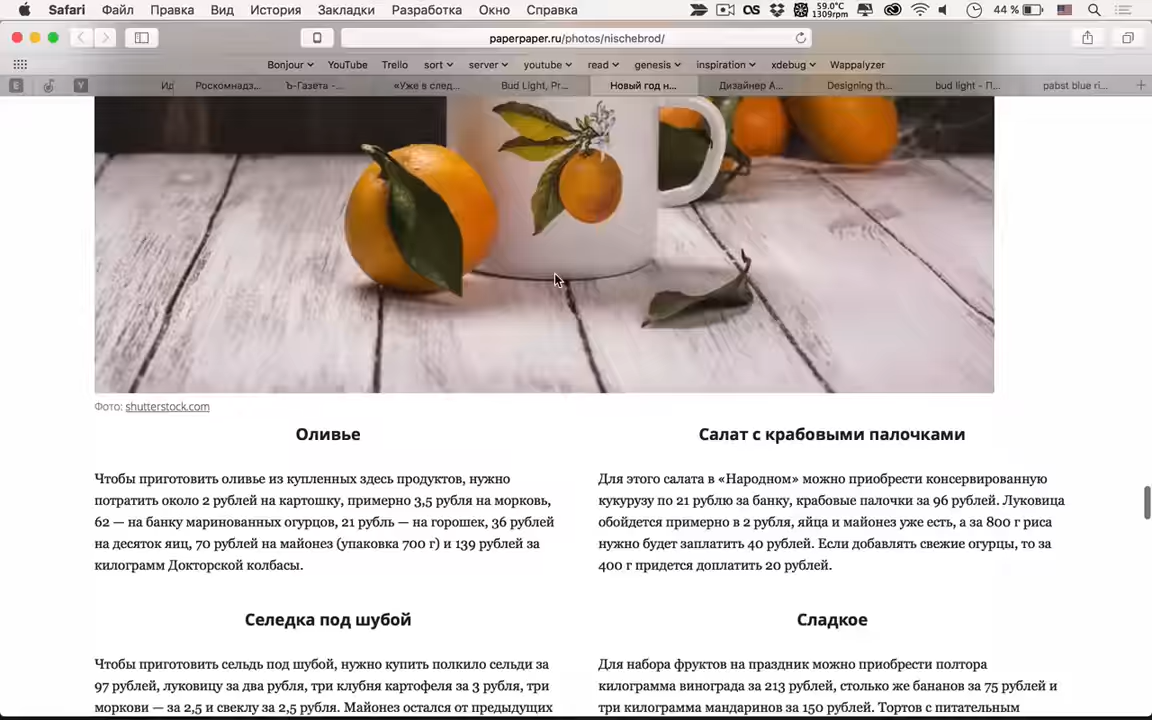 Safari Файл Правка Вид История Закладки Разработка Окно Справка 59.0°C 1309rpm 44 %
paperpaper.ru/photos/nischebrod/
Bonjour YouTube Trello sort server youtube read genesis inspiration xdebug Wappalyzer
E Y Ид Роскомнадз... Ъ-Газета -... «Уже в след... Bud Light, Pr... Новый год н... Дизайнер А... Designing th... bud light - П... pabst blue ri...
Фото: shutterstock.com
Оливье
Чтобы приготовить оливье из купленных здесь продуктов, нужно
потратить около 2 рублей на картошку, примерно 3,5 рубля на морковь,
62 — на банку маринованных огурцов, 21 рубль — на горошек, 36 рублей
на десяток яиц, 70 рублей на майонез (упаковка 700 г) и 139 рублей за
килограмм Докторской колбасы.
Салат с крабовыми палочками
Для этого салата в «Народном» можно приобрести консервированную
кукурузу по 21 рублю за банку, крабовые палочки за 96 рублей. Луковица
обойдется примерно в 2 рубля, яйца и майонез уже есть, а за 800 г риса
нужно будет заплатить 40 рублей. Если добавлять свежие огурцы, то за
400 г придется доплатить 20 рублей.
Селедка под шубой
Чтобы приготовить сельдь под шубой, нужно купить полкило сельди за
97 рублей, луковицу за два рубля, три клубня картофеля за 3 рубля, три
моркови — за 2,5 и свеклу за 2,5 рубля. Майонез остался от предыдущих
Сладкое
Для набора фруктов на праздник можно приобрести полтора
килограмма винограда за 213 рублей, столько же бананов за 75 рублей и
три килограмма мандаринов за 150 рублей. Тортов с питательным